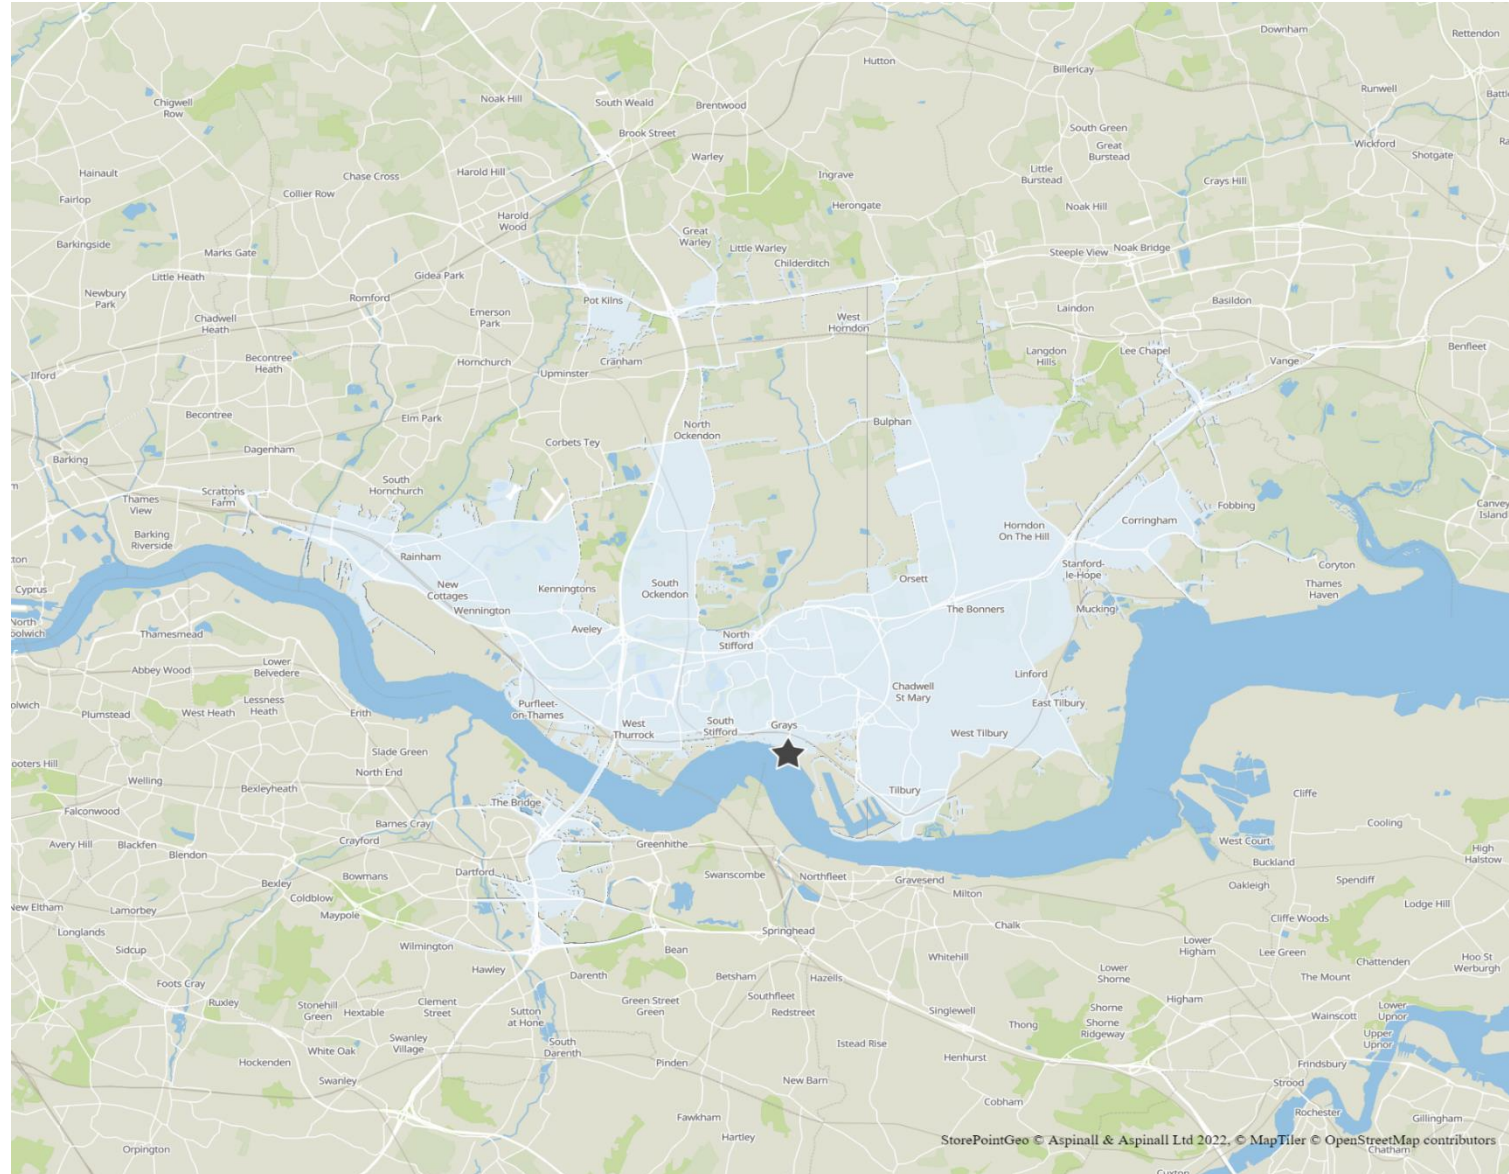 Downham
Rettendon
Hutton
Billericay
Runwell
Chigwell
Row
Noak Hill
South Weald
Brentwood
Brook Street
South Green
Great
Burstead
Wickford
Shotgate
Warley
Hainault
Chase Cross
Harold Hill
Ingrave
Little
Burstead
Crays Hill
Collier Row
Fairlop
Herongate
Noak Hill
Harold
Wood
Great
Warley
Barkingside
Marks Gate
Little Warley
Childerditch
Steeple View
Noak Bridge
Little Heath
Gidea Park
Newbury
Park
Romford
Pot Kilns
Basildon
Emerson
Park
Laindon
Chadwell
Heath
West
Horndon
Benfleet
Becontree
Heath
Hornchurch
Cranham
Langdon
Hills
Lee Chapel
Vange
Ilford
Upminster
Becontree
Elm Park
North
Ockendon
Bulphan
Corbets Tey
Dagenham
Barking
South
Hornchurch
Scrattons
Farm
Thames
View
Fobbing
Canvey
Island
Horndon
On The Hill
Corringham
Barking
Riverside
Rainham
Stanford-
le-Hope
Coryton
Orsett
Thames
Haven
Cyprus
New
Cottages
Kenningtons
South
Ockendon
Wennington
The Bonners
Mucking
North
Thamesmead
Aveley
North
Stifford
Abbey Wood
Lower
Belvedere
Linford
Chadwell
St Mary
East Tilbury
Lessness
Heath
Plumstead
West Heath
Erith
Purfleet-
on-Thames
West
Thurrock
South
Stifford
Grays
West Tilbury
Slade Green
North End
Welling
Bexleyheath
Tilbury
Cliffe
Falconwood
The Bridge
Barnes Cray
Cooling
Avery Hill
Blackfen
Crayford
Greenhithe
West Court
High
Halstow
Blendon
Buckland
Bowmans
Dartford
Swanscombe
Northfleet
Gravesend
Milton
Oakleigh
Spendiff
Bexley
Coldblow
New Eltham
Lamorbey
Maypole
Cliffe Woods
Lodge Hill
Longlands
Springhead
Chalk
Sidcup
Wilmington
Bean
Whitehill
Lower
Higham
Lee Green
Chattenden
Hoo St
Werburgh
Hawley
Darenth
Betsham
Hazells
Lower
Shorne
The Mount
Foots Cray
Ruxley
Stonehill
Green
Hextable
Clement
Street
Sutton
at Hone
Green Street
Green
Southfleet
Redstreet
Singlewell
Shorne
Higham
Lower
Upnor
Wainscott
Thong
Shorne
Ridgeway
Upper
Upnor
White Oak
Swanley
Village
South
Darenth
Istead Rise
Henhurst
Hockenden
Pinden
Frindsbury
Swanley
New Barn
Strood
Cobham
Rochester
Gillingham
Fawkham
Hartley
Orpington
Chatham
StorePointGeo © Aspinall & Aspinall Ltd 2022, © MapTiler © OpenStreetMap contributors